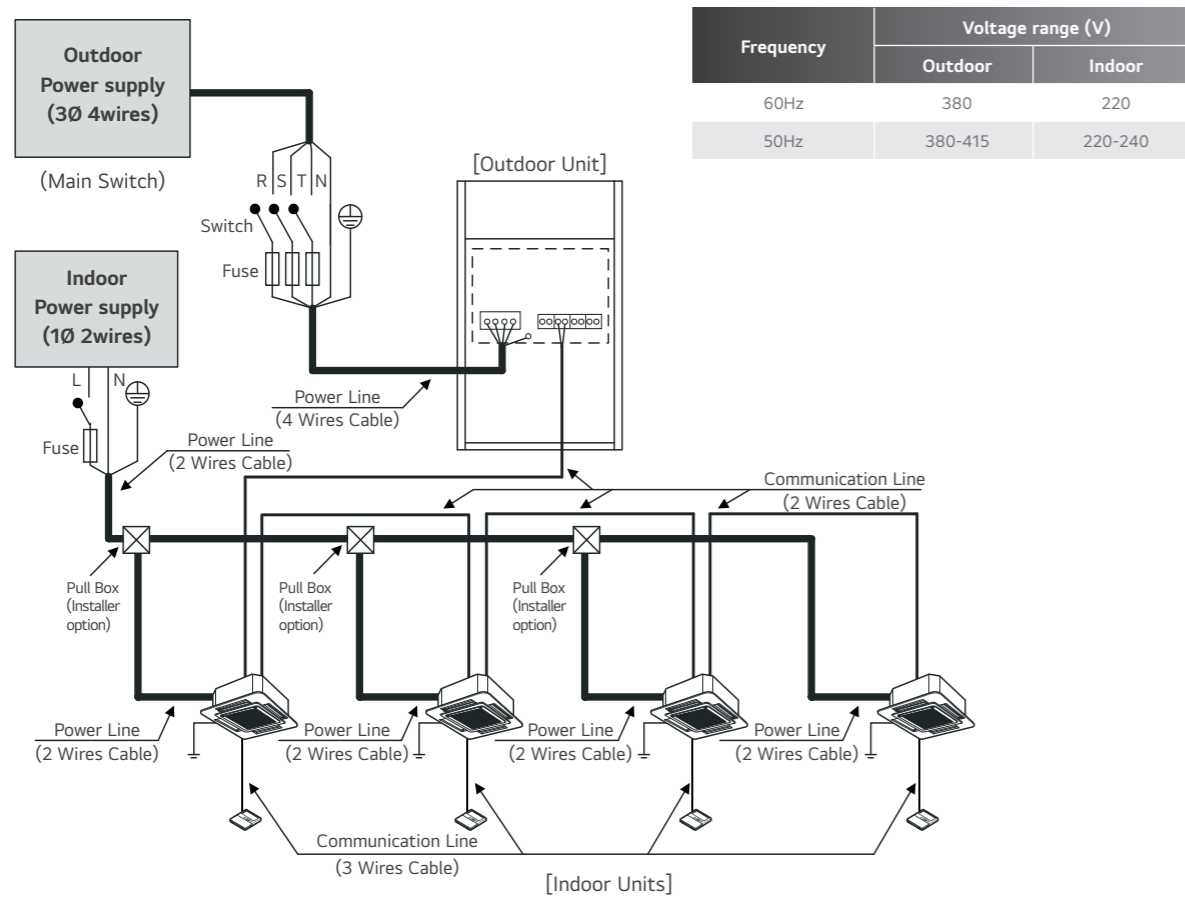 Outdoor
Power supply
(3Ø 4wires)
(Main Switch)
Frequency
Voltage range (V)
Outdoor
Indoor
60Hz
380
220
50Hz
380-415
220-240
R S T N
Switch
Fuse
[Outdoor Unit]
Indoor
Power supply
(1Ø 2wires)
L N
Fuse
Power Line
(4 Wires Cable)
Power Line
(2 Wires Cable)
Communication Line
(2 Wires Cable)
Pull Box
(Installer
option)
Pull Box
(Installer
option)
Pull Box
(Installer
option)
Power Line
(2 Wires Cable)
Power Line
(2 Wires Cable)
Power Line
(2 Wires Cable)
Power Line
(2 Wires Cable)
Communication Line
(3 Wires Cable)
[Indoor Units]